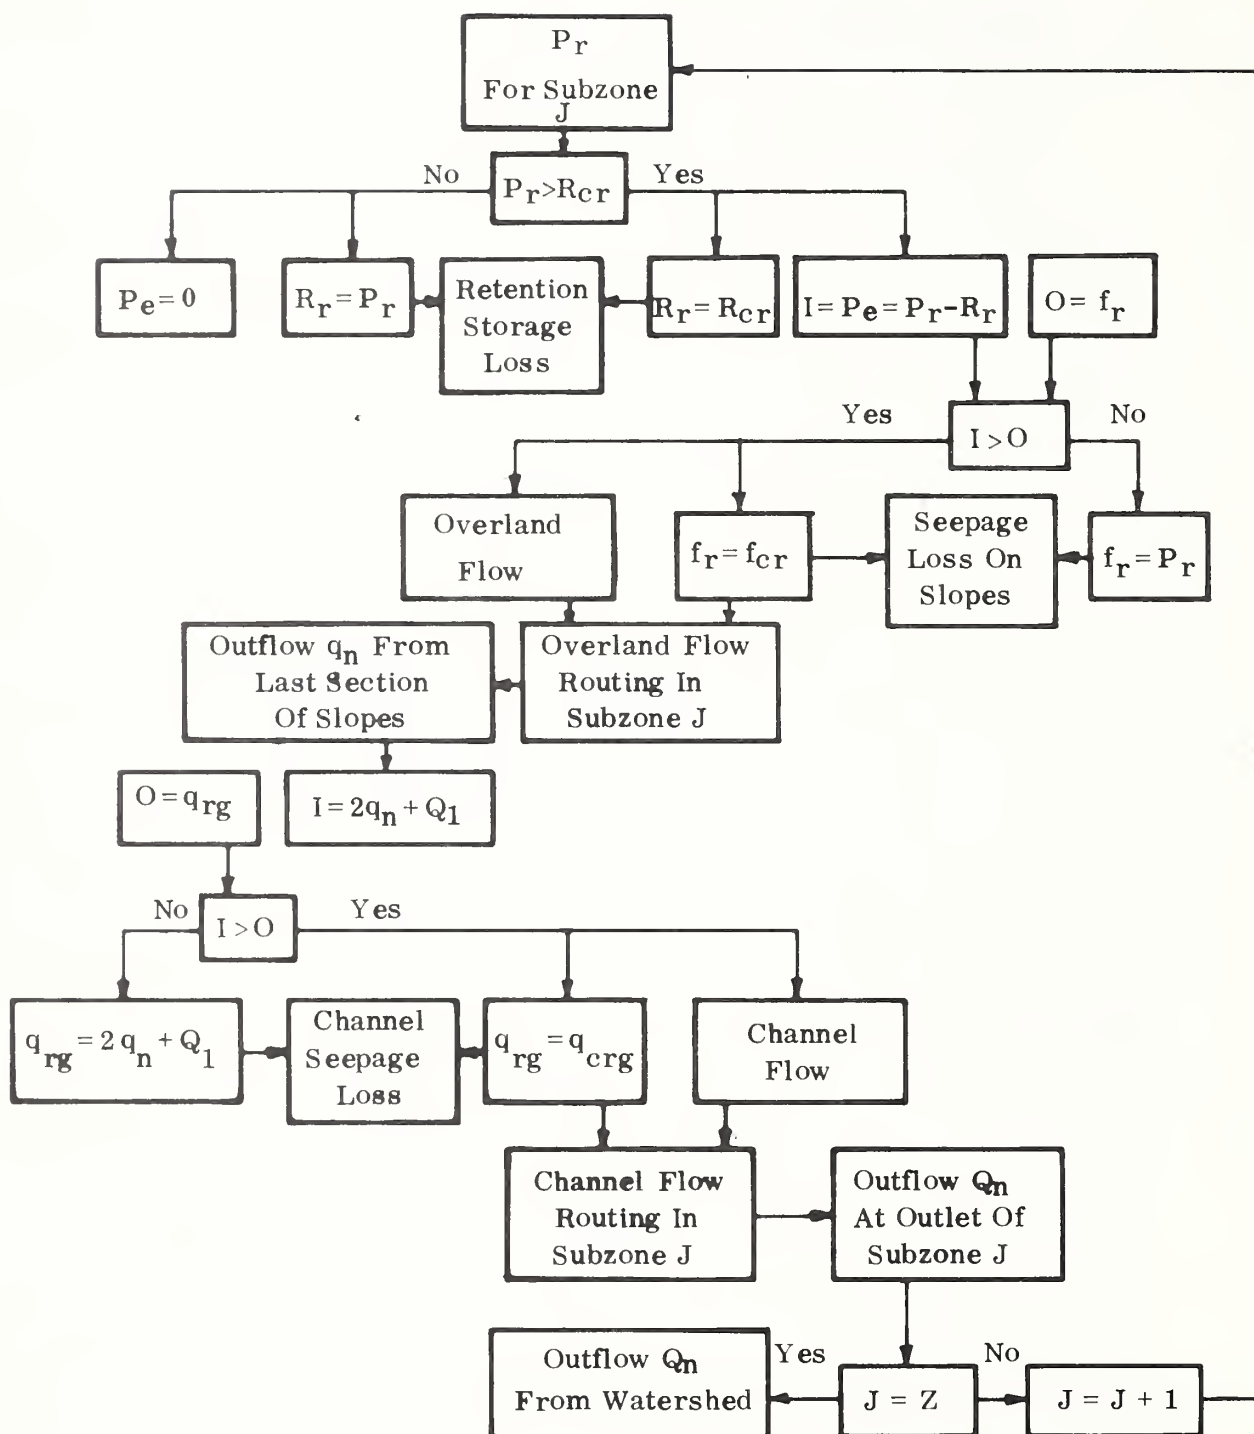 Pr
For Subzone
J
No
Pr>Rcr
Yes
Pe=0
Rr=Pr
Retention
Storage
Loss
Rr=Rcr
I=Pe=Pr-Rr
O=fr
Yes
I>O
No
Overland
Flow
fr=fcr
Seepage
Loss On
Slopes
fr=Pr
Outflow qn From
Last Section
Of Slopes
Overland Flow
Routing In
Subzone J
O=qrg
I=2qn+Q1
No
I>O
Yes
qrg=2qn+Q1
Channel
Seepage
Loss
qrg=qcrg
Channel
Flow
Channel Flow
Routing In
Subzone J
Outflow Qn
At Outlet Of
Subzone J
Outflow Qn
From Watershed
Yes
J = Z
No
J = J + 1